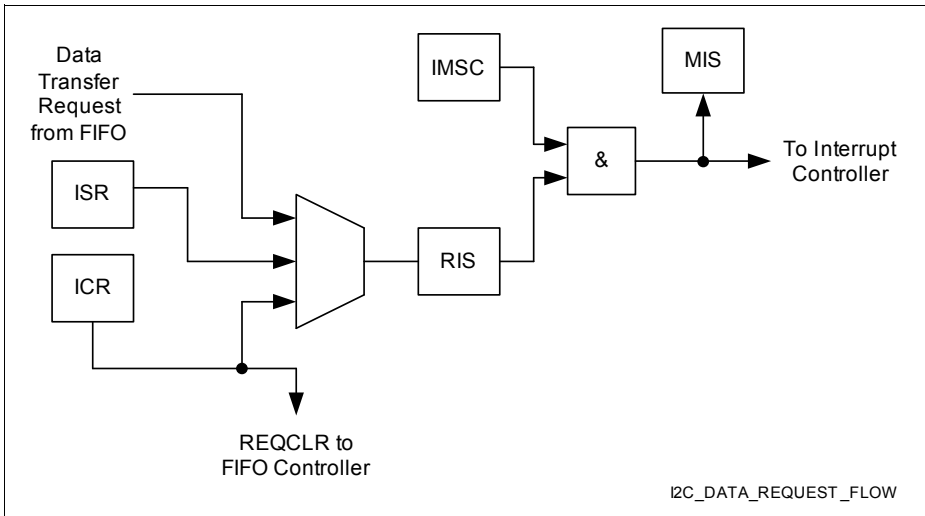 Data
Transfer
Request
from FIFO
IMSC
MIS
ISR
&
To Interrupt
Controller
ICR
RIS
REQCLR to
FIFO Controller
I2C_DATA_REQUEST_FLOW